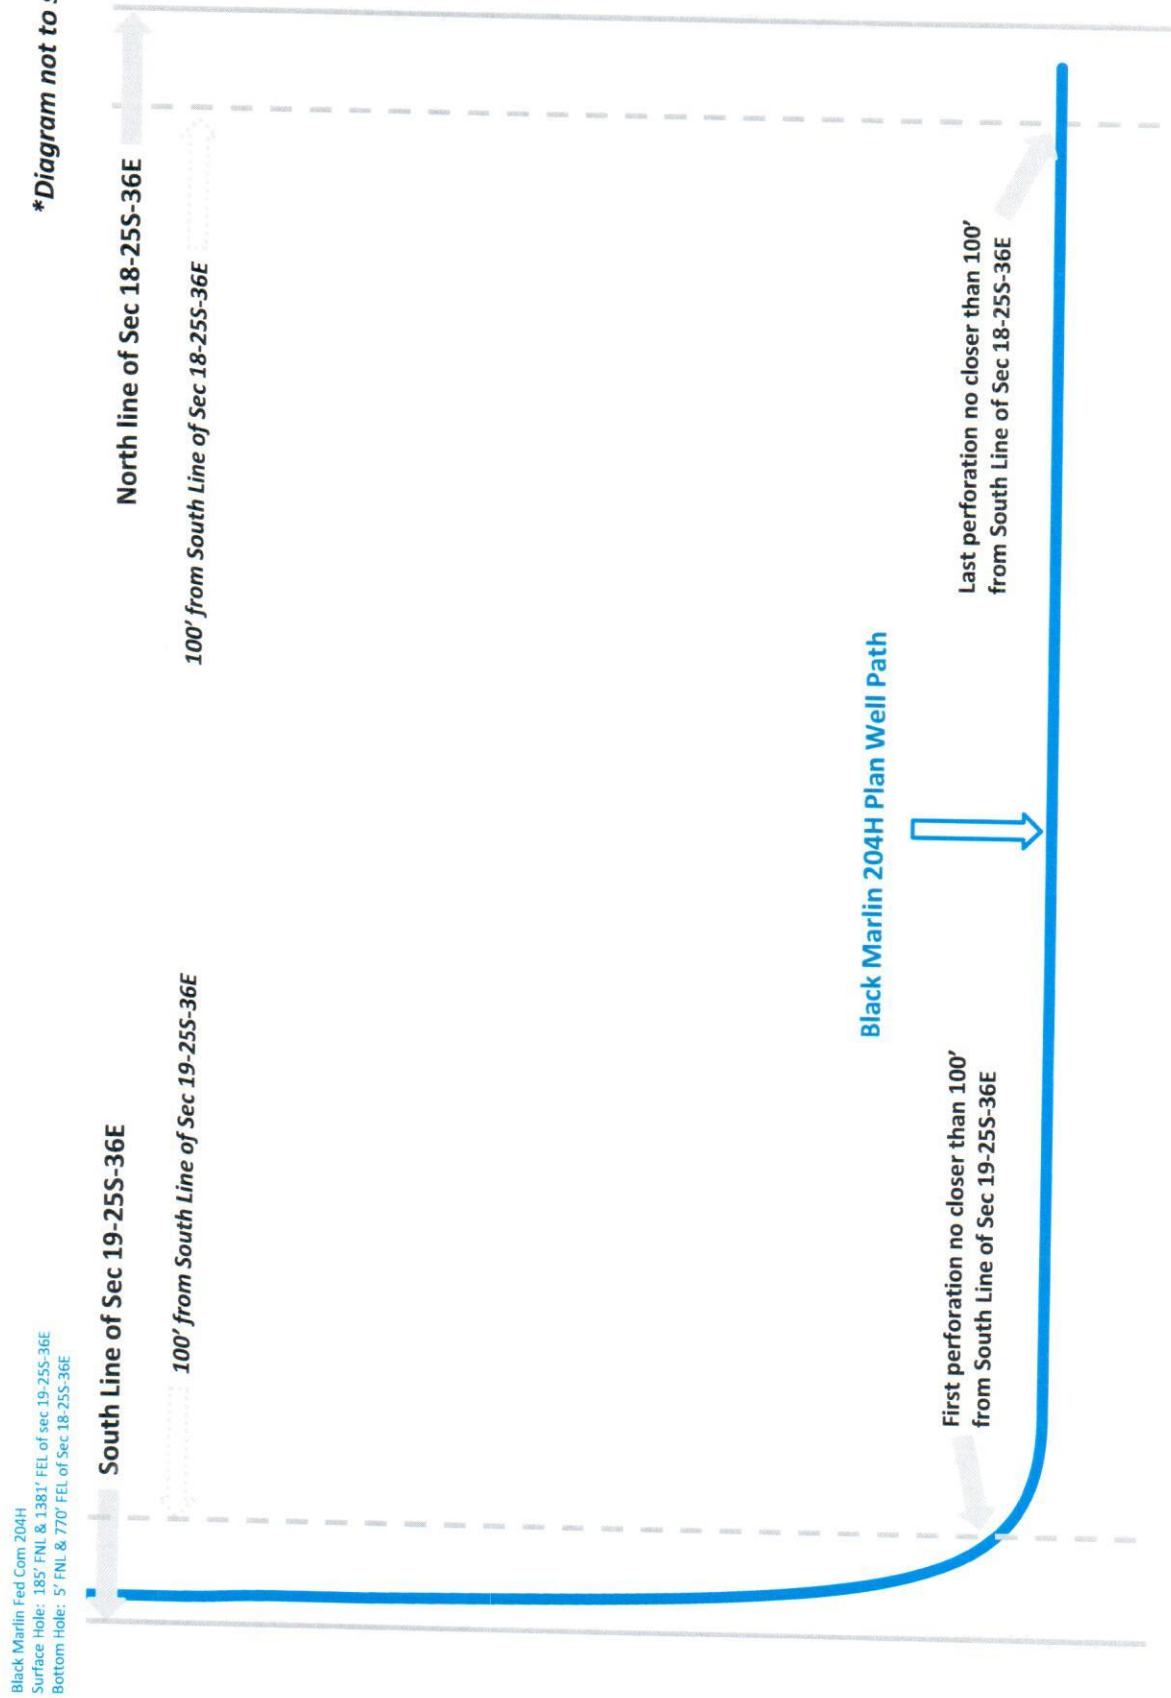 Black Marlin Fed Com 204H
Surface Hole: 185' FNL & 1381' FEL of sec 19-25S-36E
Bottom Hole: 5' FNL & 770' FEL of Sec 18-25S-36E
*Diagram not to
South Line of Sec 19-25S-36E
North line of Sec 18-25S-36E
100' from South Line of Sec 19-25S-36E
100' from South Line of Sec 18-25S-36E
Black Marlin 204H Plan Well Path
First perforation no closer than 100'
from South Line of Sec 19-25S-36E
Last perforation no closer than 100'
from South Line of Sec 18-25S-36E